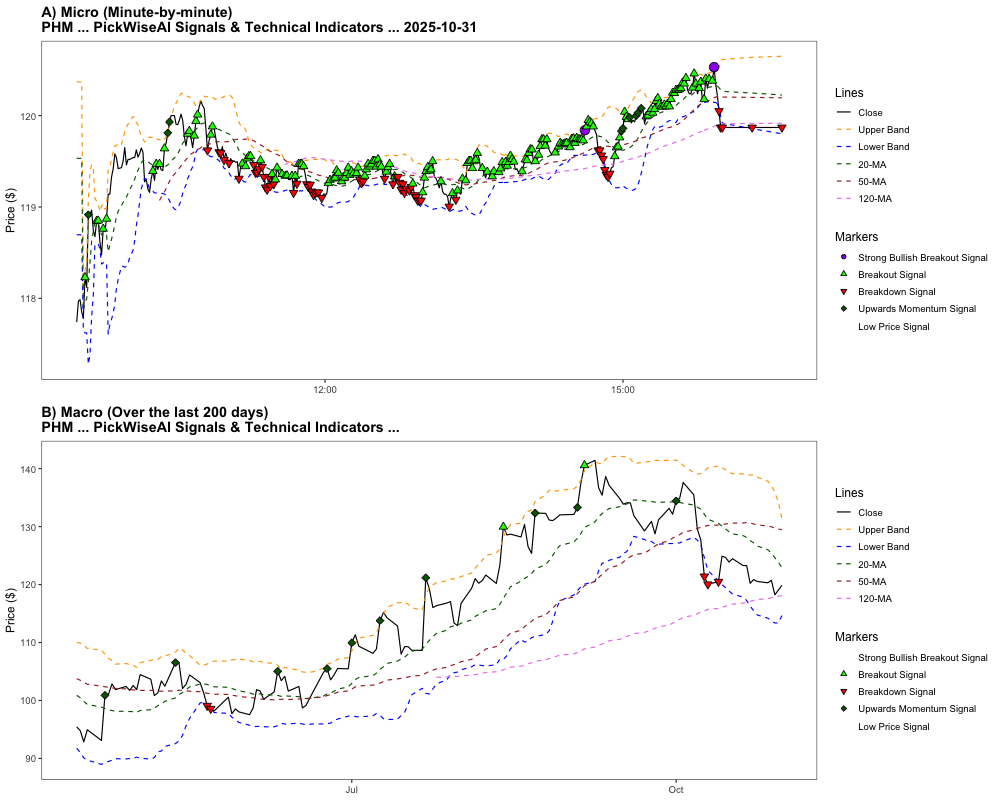 A) Micro (Minute-by-minute)
PHM ... PickWiseAI Signals & Technical Indicators ... 2025-10-31
Price ($)
120
119
118
12:00
15:00
Lines
Close
Upper Band
Lower Band
20-MA
50-MA
120-MA
Markers
Strong Bullish Breakout Signal
Breakout Signal
Breakdown Signal
Upwards Momentum Signal
Low Price Signal
B) Macro (Over the last 200 days)
PHM ... PickWiseAI Signals & Technical Indicators ...
Price ($)
140
130
120
110
100
90
Jul
Oct
Lines
Close
Upper Band
Lower Band
20-MA
50-MA
120-MA
Markers
Strong Bullish Breakout Signal
Breakout Signal
Breakdown Signal
Upwards Momentum Signal
Low Price Signal